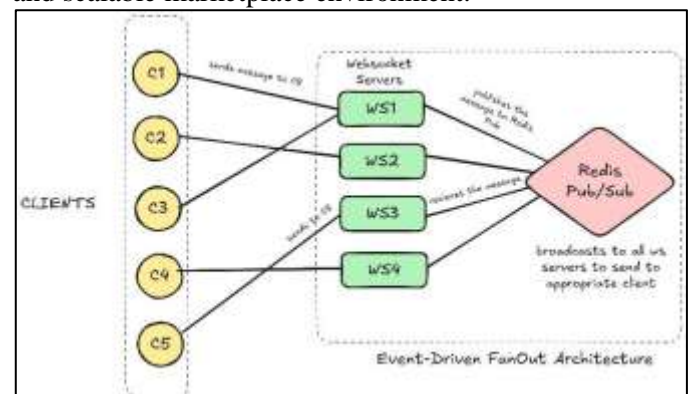 and scalable marketplace environment.
C1
sends message to C5
Websocket
Servers
WS1
publishes the
message to Redis
Pub
C2
WS2
Redis
Pub/Sub
CLIENTS
C3
recieves the message
WS3
sends to C5
broadcasts to all ws
servers to send to
appropriate client
C4
WS4
C5
Event-Driven FanOut Architecture